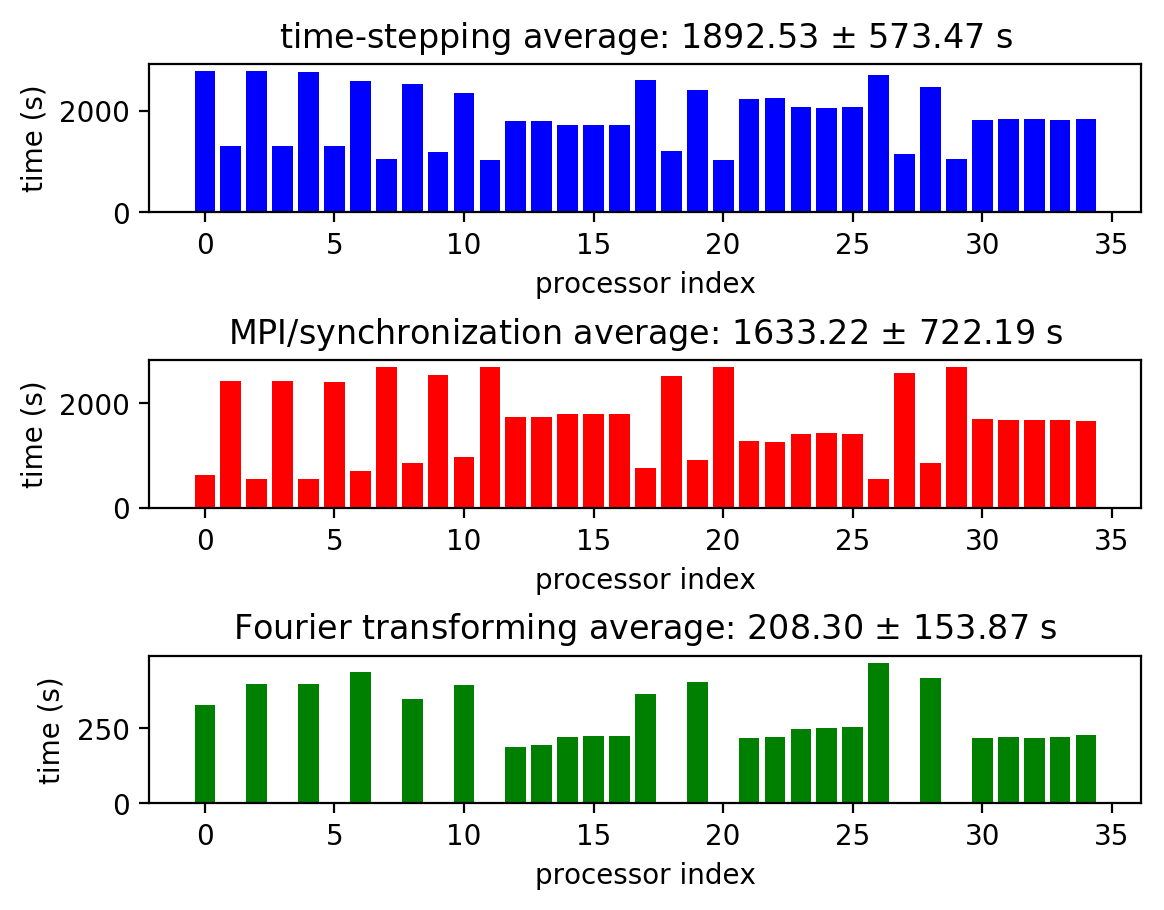 time-stepping average: 1892.53 ± 573.47 s
time (s)
2000
0
0 5 10 15 20 25 30 35
processor index
MPI/synchronization average: 1633.22 ± 722.19 s
time (s)
2000
0
0 5 10 15 20 25 30 35
processor index
Fourier transforming average: 208.30 ± 153.87 s
time (s)
250
0
0 5 10 15 20 25 30 35
processor index